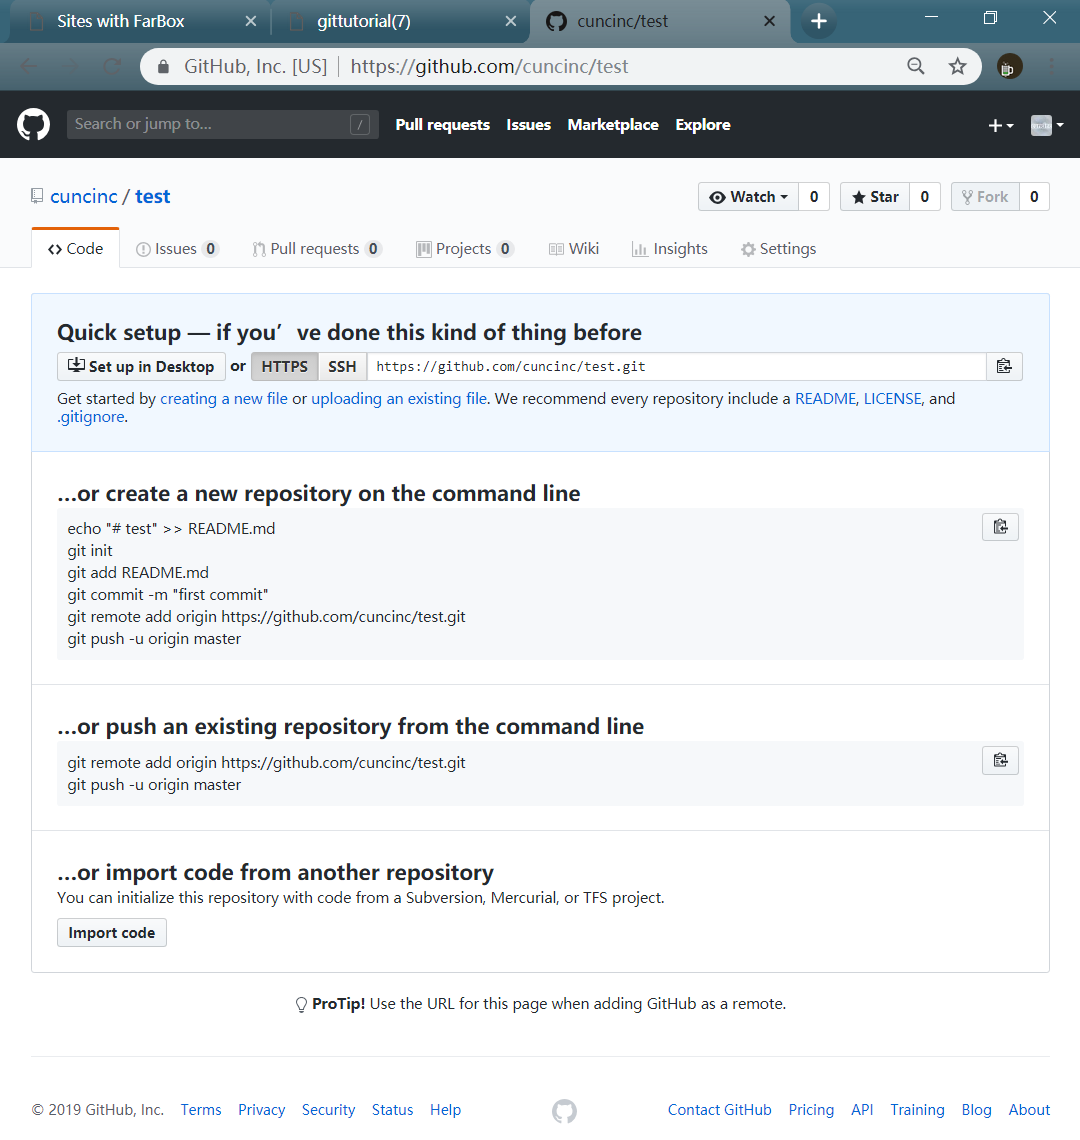 Sites with FarBox
gittutorial(7)
cuncinc/test
GitHub, Inc. [US] | https://github.com/cuncinc/test
Search or jump to... /
Pull requests Issues Marketplace Explore
cuncinc / test
Watch 0 Star 0 Fork 0
Code Issues 0 Pull requests 0 Projects 0 Wiki Insights Settings
Quick setup — if you’ve done this kind of thing before
Set up in Desktop or HTTPS SSH https://github.com/cuncinc/test.git
Get started by creating a new file or uploading an existing file. We recommend every repository include a README, LICENSE, and
.gitignore.
…or create a new repository on the command line
echo "# test" >> README.md
git init
git add README.md
git commit -m "first commit"
git remote add origin https://github.com/cuncinc/test.git
git push -u origin master
…or push an existing repository from the command line
git remote add origin https://github.com/cuncinc/test.git
git push -u origin master
…or import code from another repository
You can initialize this repository with code from a Subversion, Mercurial, or TFS project.
Import code
ProTip! Use the URL for this page when adding GitHub as a remote.
© 2019 GitHub, Inc. Terms Privacy Security Status Help Contact GitHub Pricing API Training Blog About